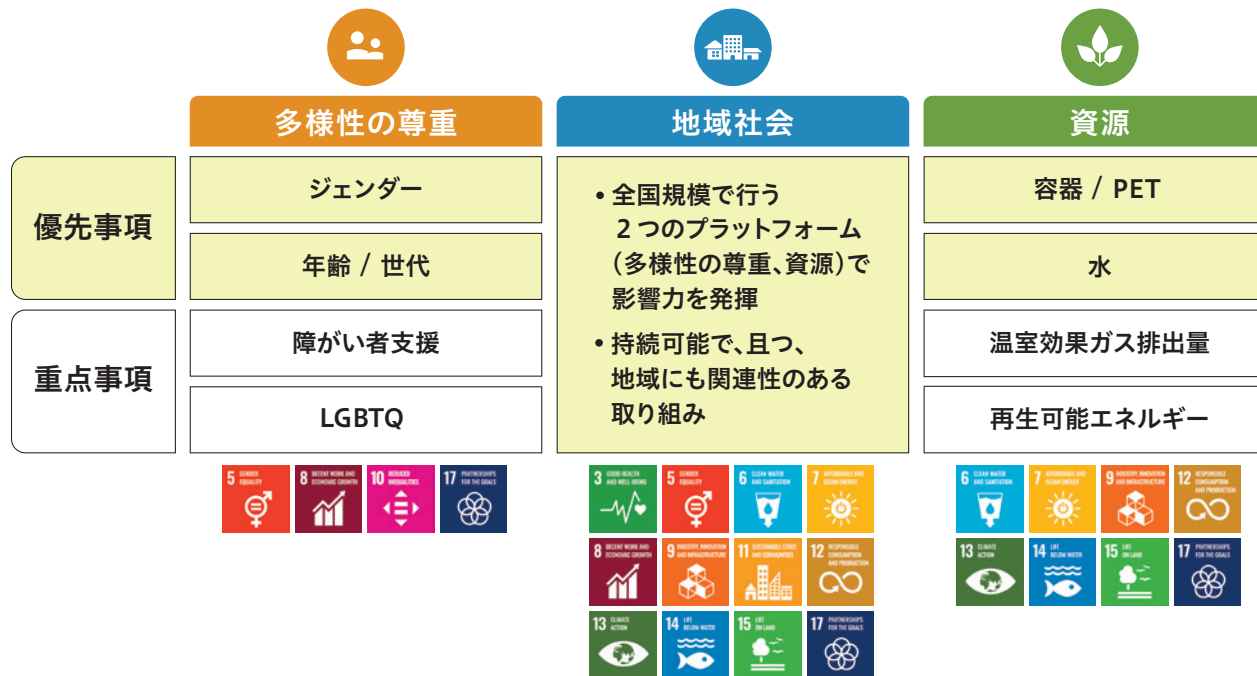 多様性の尊重
地域社会
資源
優先事項
ジェンダー
年齢 / 世代
重点事項
障がい者支援
LGBTQ
• 全国規模で行う
2つのプラットフォーム
（多様性の尊重、資源）で
影響力を発揮
• 持続可能で、且つ、
地域にも関連性のある
取り組み
容器 / PET
水
温室効果ガス排出量
再生可能エネルギー
5 GENDER
EQUALITY
8 DECENT WORK AND
ECONOMIC GROWTH
10 REDUCED
INEQUALITIES
17 PARTNERSHIPS
FOR THE GOALS
3 GOOD HEALTH
AND WELL-BEING
5 GENDER
EQUALITY
6 CLEAN WATER
AND SANITATION
7 AFFORDABLE AND
CLEAN ENERGY
8 DECENT WORK AND
ECONOMIC GROWTH
9 INDUSTRY, INNOVATION
AND INFRASTRUCTURE
11 SUSTAINABLE CITIES
AND COMMUNITIES
12 RESPONSIBLE
CONSUMPTION
AND PRODUCTION
13 CLIMATE
ACTION
14 LIFE
BELOW WATER
15 LIFE
ON LAND
17 PARTNERSHIPS
FOR THE GOALS
6 CLEAN WATER
AND SANITATION
7 AFFORDABLE AND
CLEAN ENERGY
9 INDUSTRY, INNOVATION
AND INFRASTRUCTURE
12 RESPONSIBLE
CONSUMPTION
AND PRODUCTION
13 CLIMATE
ACTION
14 LIFE
BELOW WATER
15 LIFE
ON LAND
17 PARTNERSHIPS
FOR THE GOALS